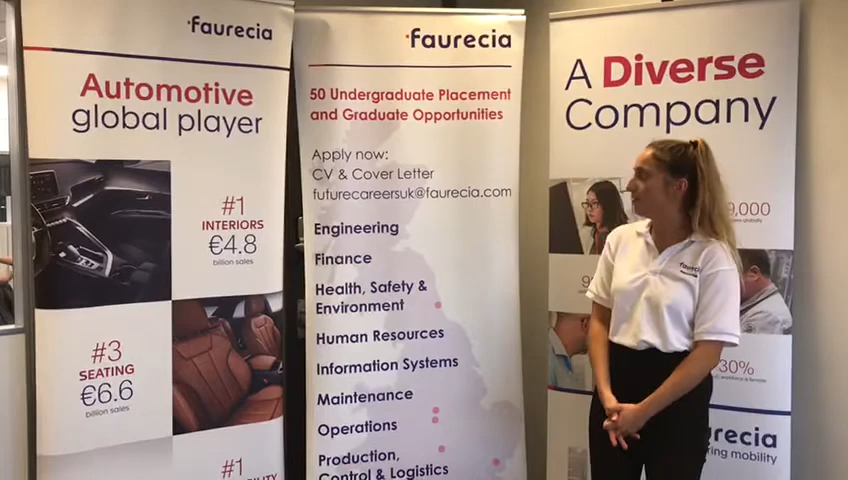 faurecia
Automotive
global player
#1
INTERIORS
€4.8
billion sales
#3
SEATING
€6.6
billion sales
#1
faurecia
50 Undergraduate Placement
and Graduate Opportunities
Apply now:
CV & Cover Letter
futurecareersuk@faurecia.com
Engineering
Finance
Health, Safety &
Environment
Human Resources
Information Systems
Maintenance
Operations
Production,
Control & Logistics
A Diverse
Company
9,000
30%
faurecia